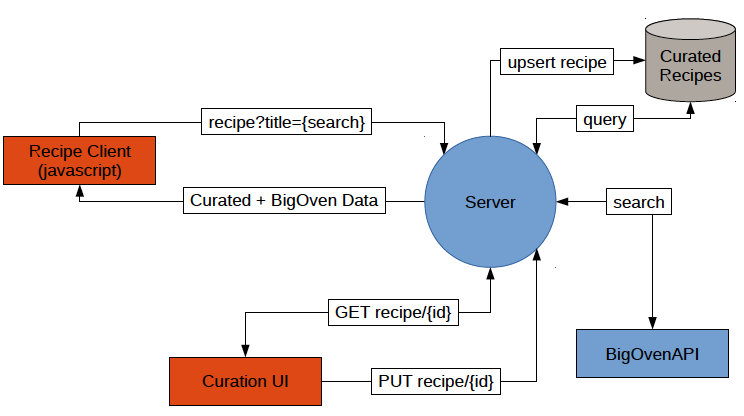 upsert recipe
Curated
Recipes
recipe?title={search}
query
Recipe Client
(javascript)
Curated + BigOven Data
Server
search
GET recipe/{id}
BigOvenAPI
Curation UI
PUT recipe/{id}